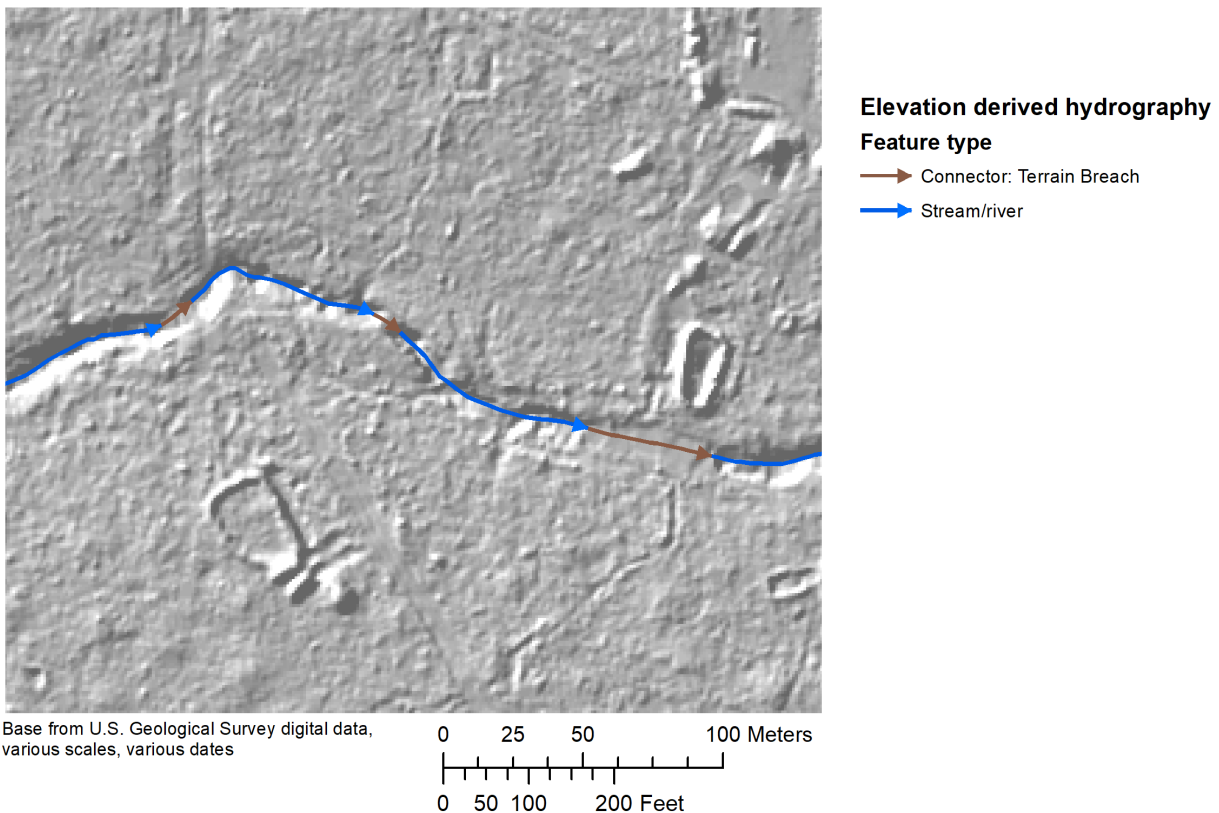 Elevation derived hydrography
Feature type
Connector: Terrain Breach
Stream/river
Base from U.S. Geological Survey digital data,
various scales, various dates
0 25 50 100 Meters
0 50 100 200 Feet